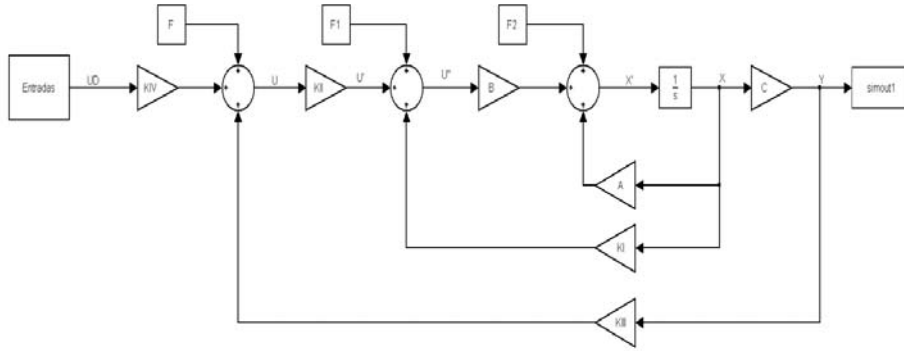 F
F1
F2
Entradas
UD
KIV
U
KII
U'
U''
B
X'
1
s
X
C
Y
simout1
A
KI
KIII